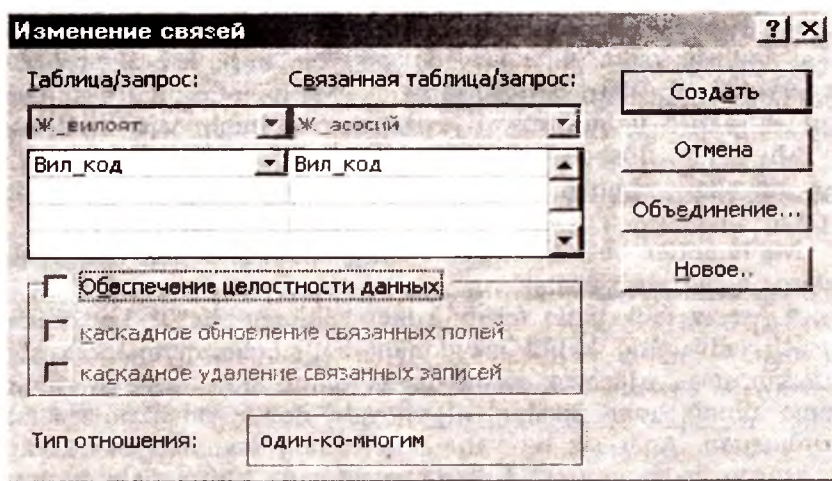 Изменение связей
Таблица/запрос: Связанная таблица/запрос:
Ж_вилоят Ж_асосий
Вил_код Вил_код
Обеспечение целостности данных
каскадное обновление связанных полей
каскадное удаление связанных записей
Тип отношения: один-ко-многим
Создать
Отмена
Объединение...
Новое..